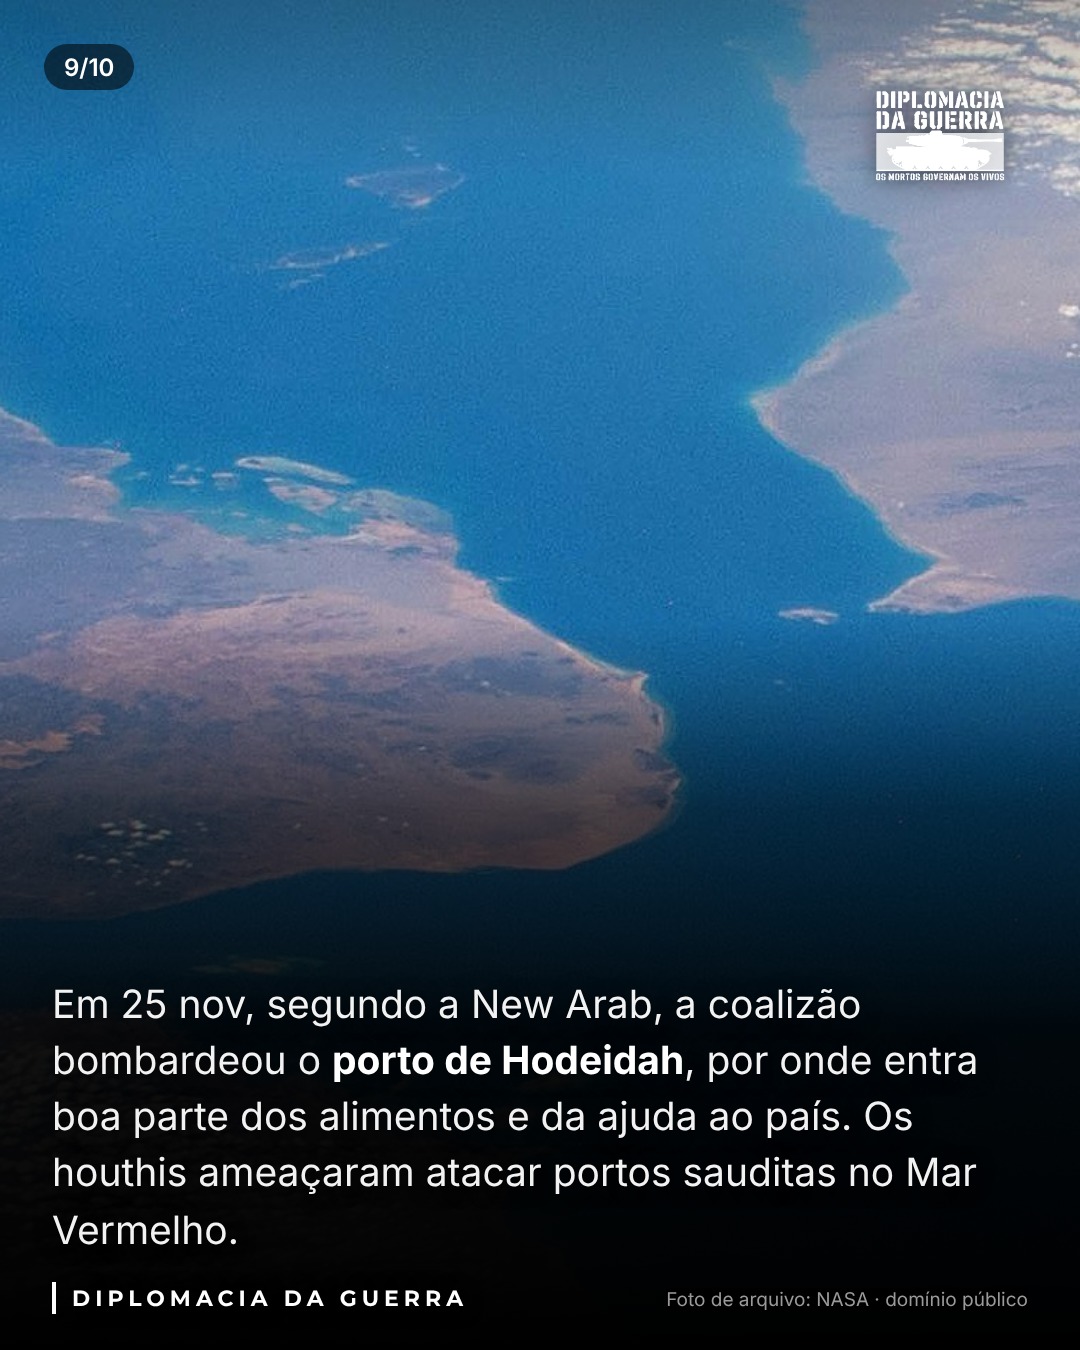 9/10
DIPLOMACIA
DA GUERRA
OS MORTOS GOVERNAM OS VIVOS
Em 25 nov, segundo a New Arab, a coalizão
bombardeou o porto de Hodeidah, por onde entra
boa parte dos alimentos e da ajuda ao país. Os
houthis ameaçaram atacar portos sauditas no Mar
Vermelho.
DIPLOMACIA DA GUERRA
Foto de arquivo: NASA · domínio público